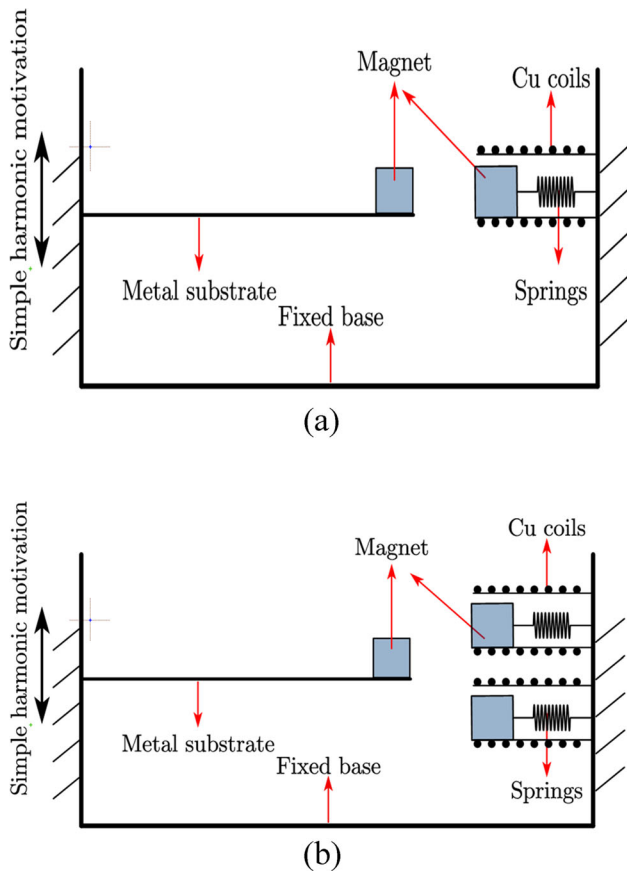 Simple harmonic motivation
Magnet
Cu coils
Metal substrate
Springs
Fixed base
(a)
Simple harmonic motivation
Magnet
Cu coils
Metal substrate
Fixed base
Springs
(b)